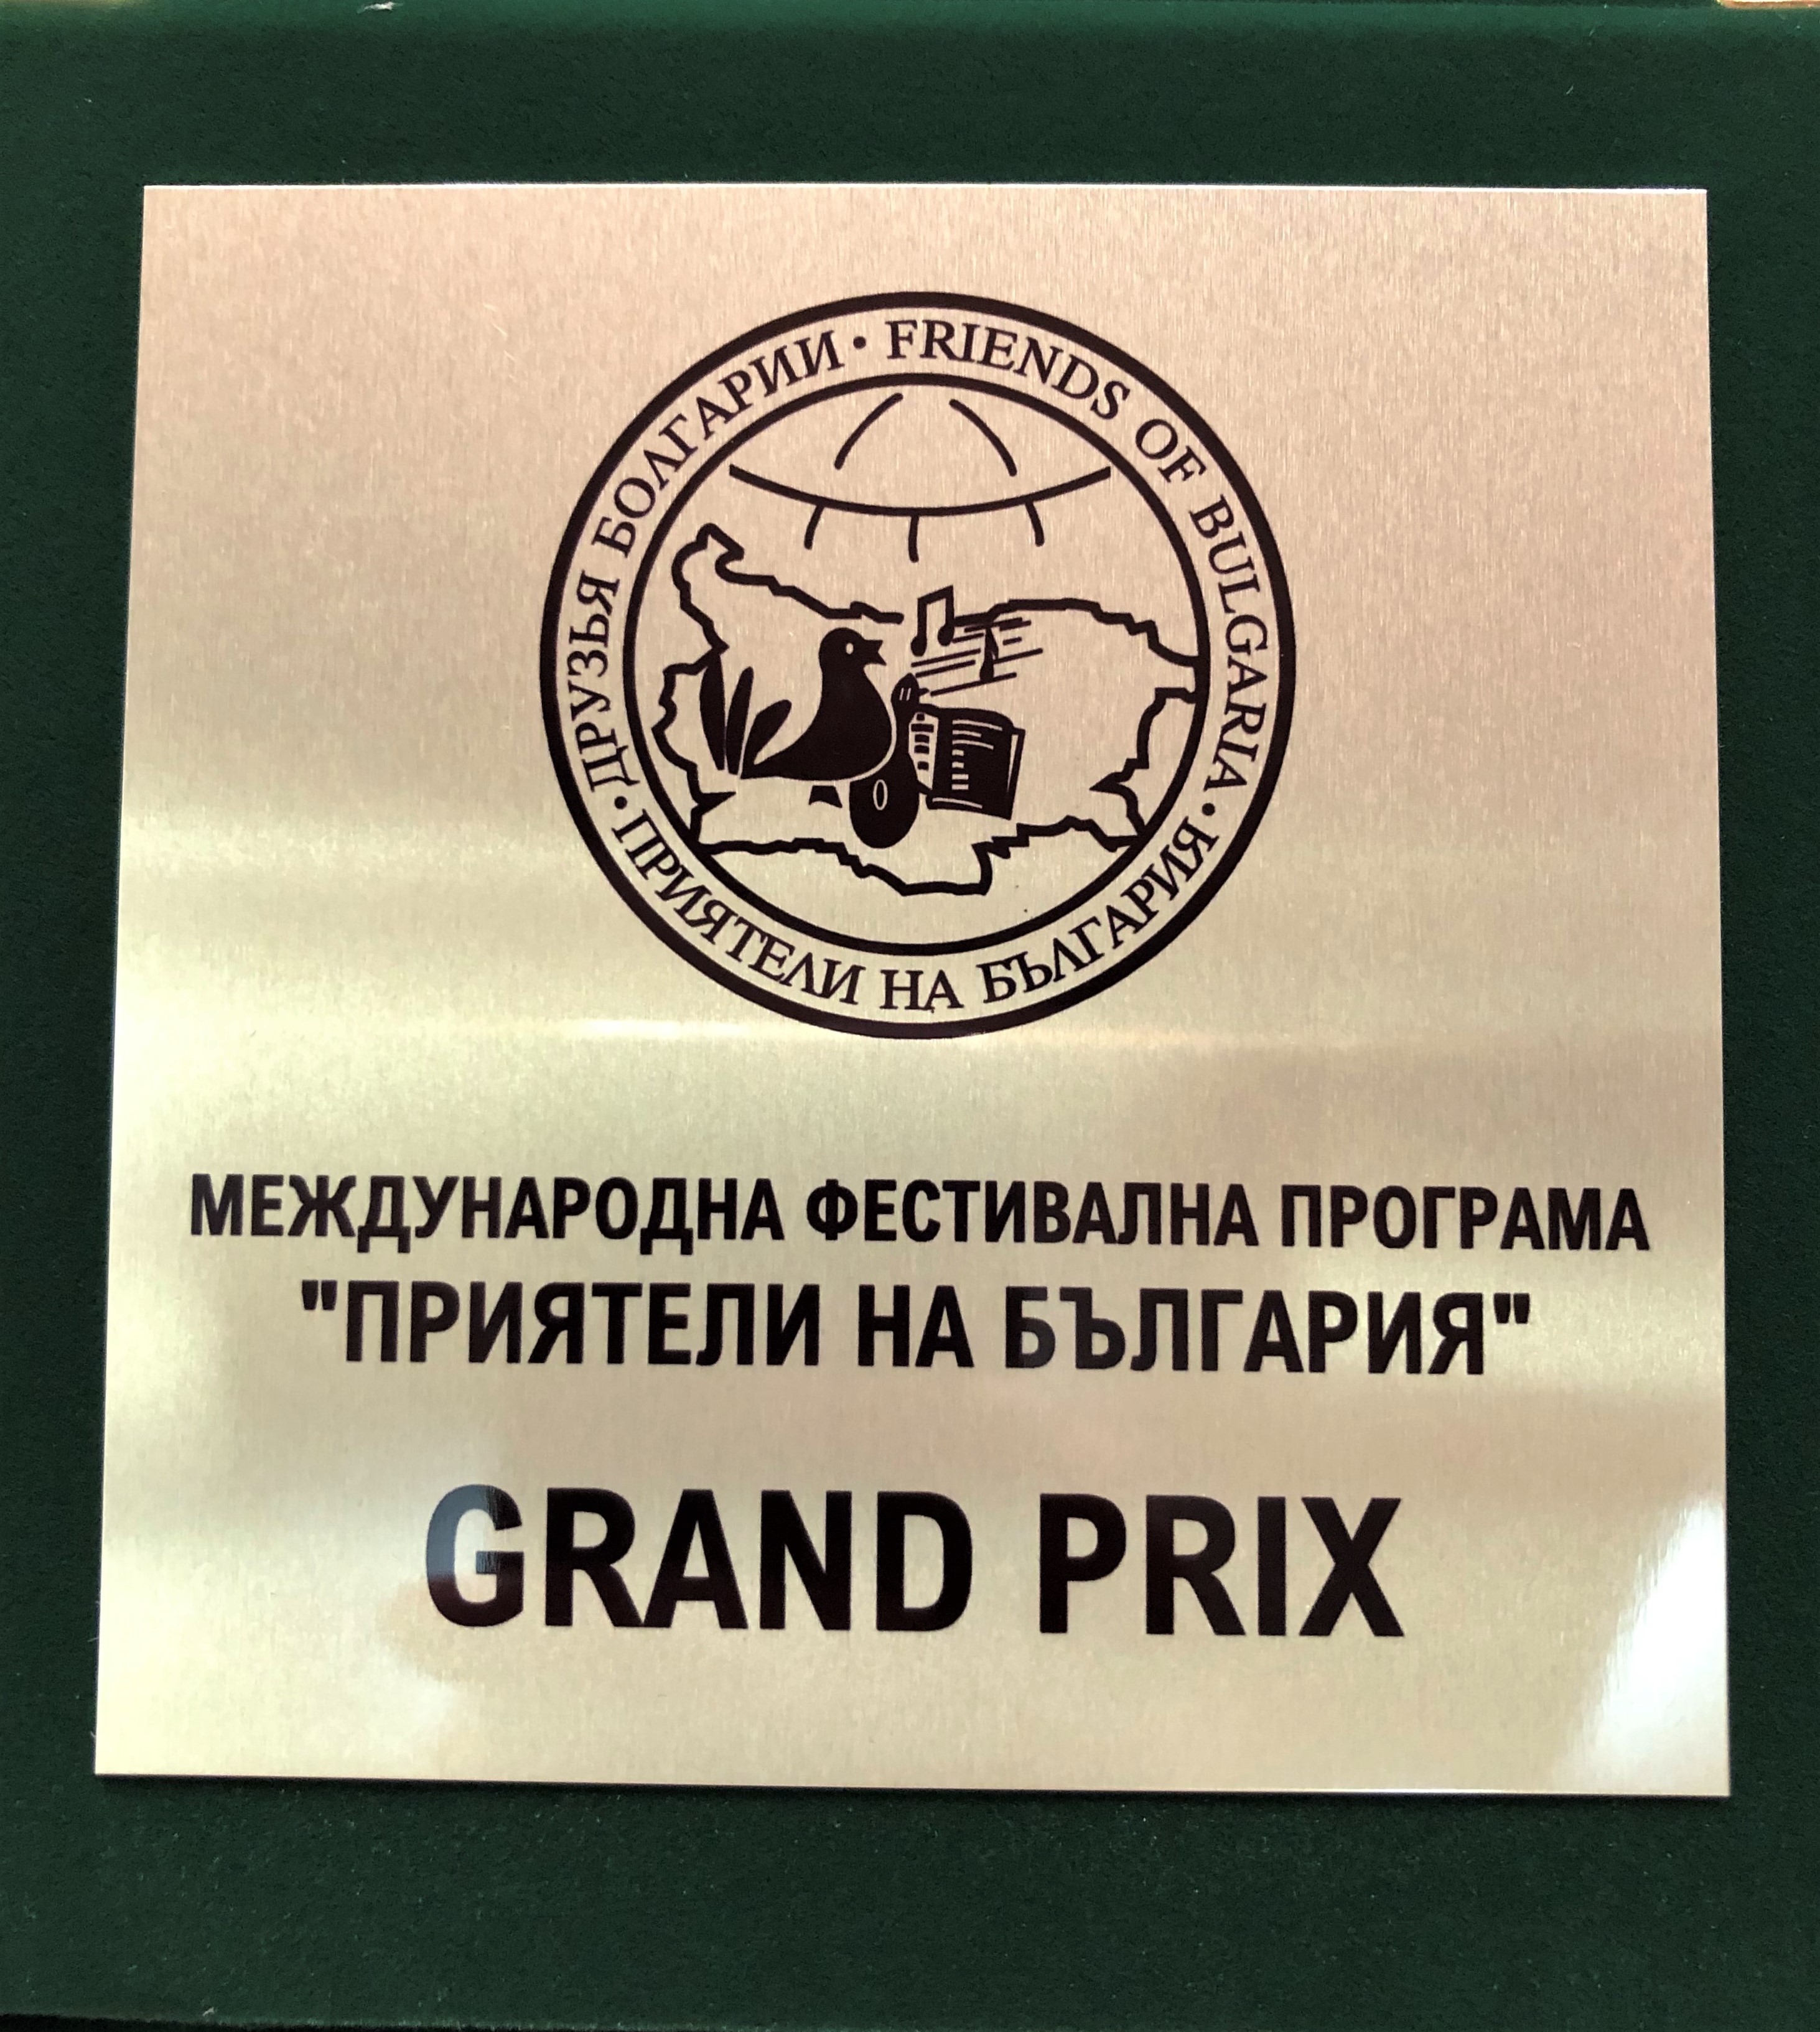 ДРУЗЬЯ БОЛГАРИИ · FRIENDS OF BULGARIA ·
ПРИЯТЕЛИ НА БЪЛГАРИЯ ·
МЕЖДУНАРОДНА ФЕСТИВАЛНА ПРОГРАМА
"ПРИЯТЕЛИ НА БЪЛГАРИЯ"
GRAND PRIX